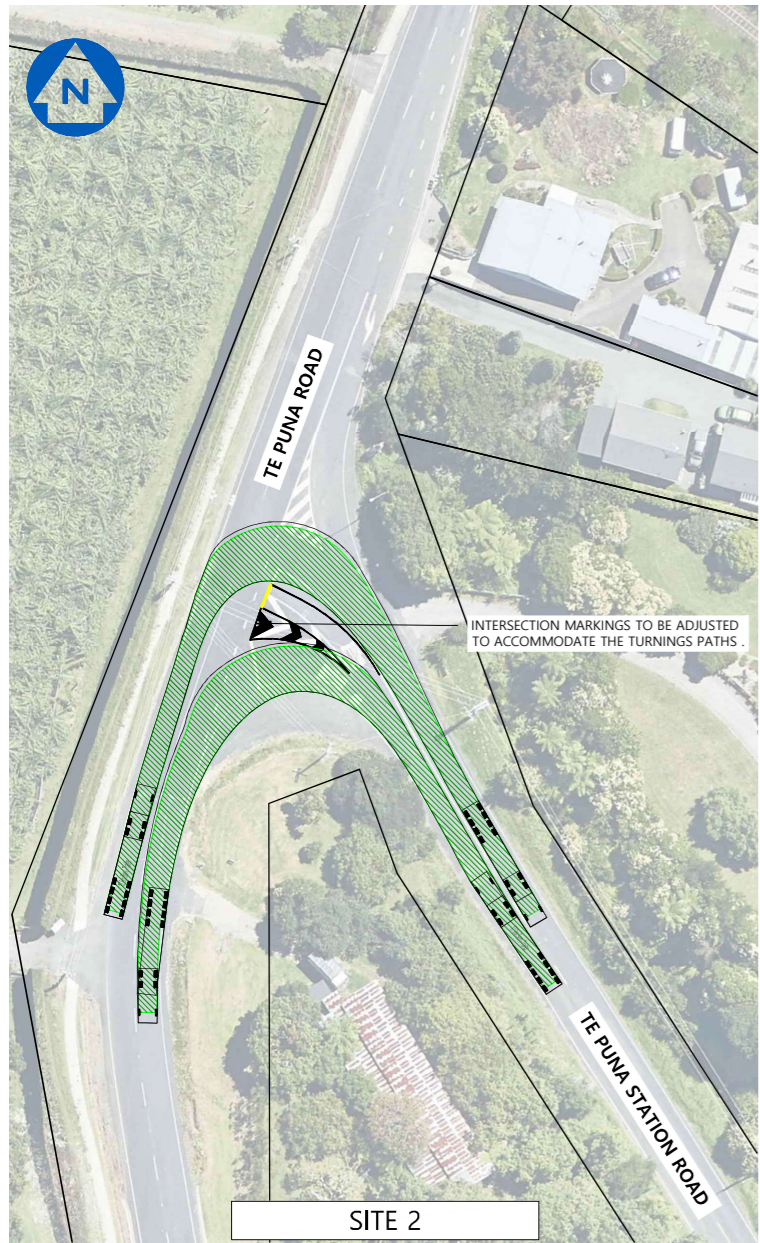 N
TE PUNA ROAD
INTERSECTION MARKINGS TO BE ADJUSTED
TO ACCOMMODATE THE TURNINGS PATHS .
TE PUNA STATION ROAD
SITE 2